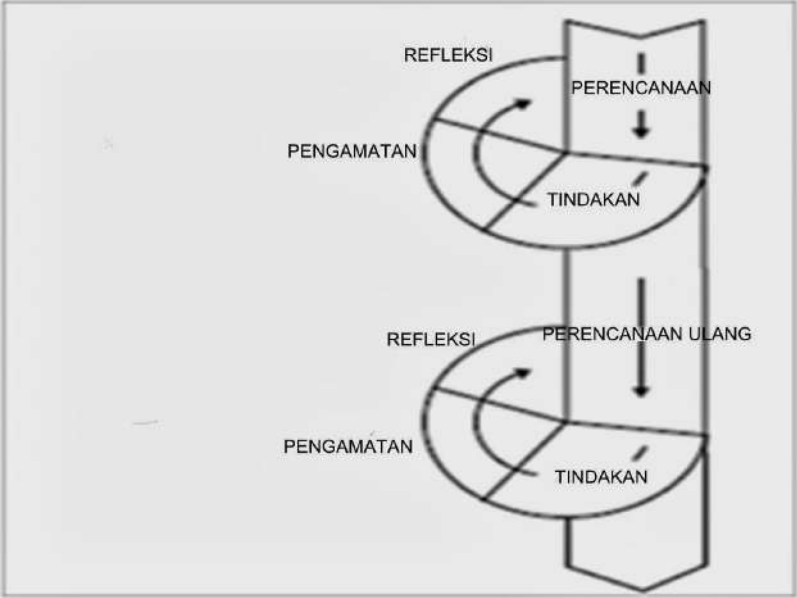 REFLEKSI
PERENCANAAN
PENGAMATAN
TINDAKAN
REFLEKSI
PERENCANAAN ULANG
PENGAMATAN
TINDAKAN